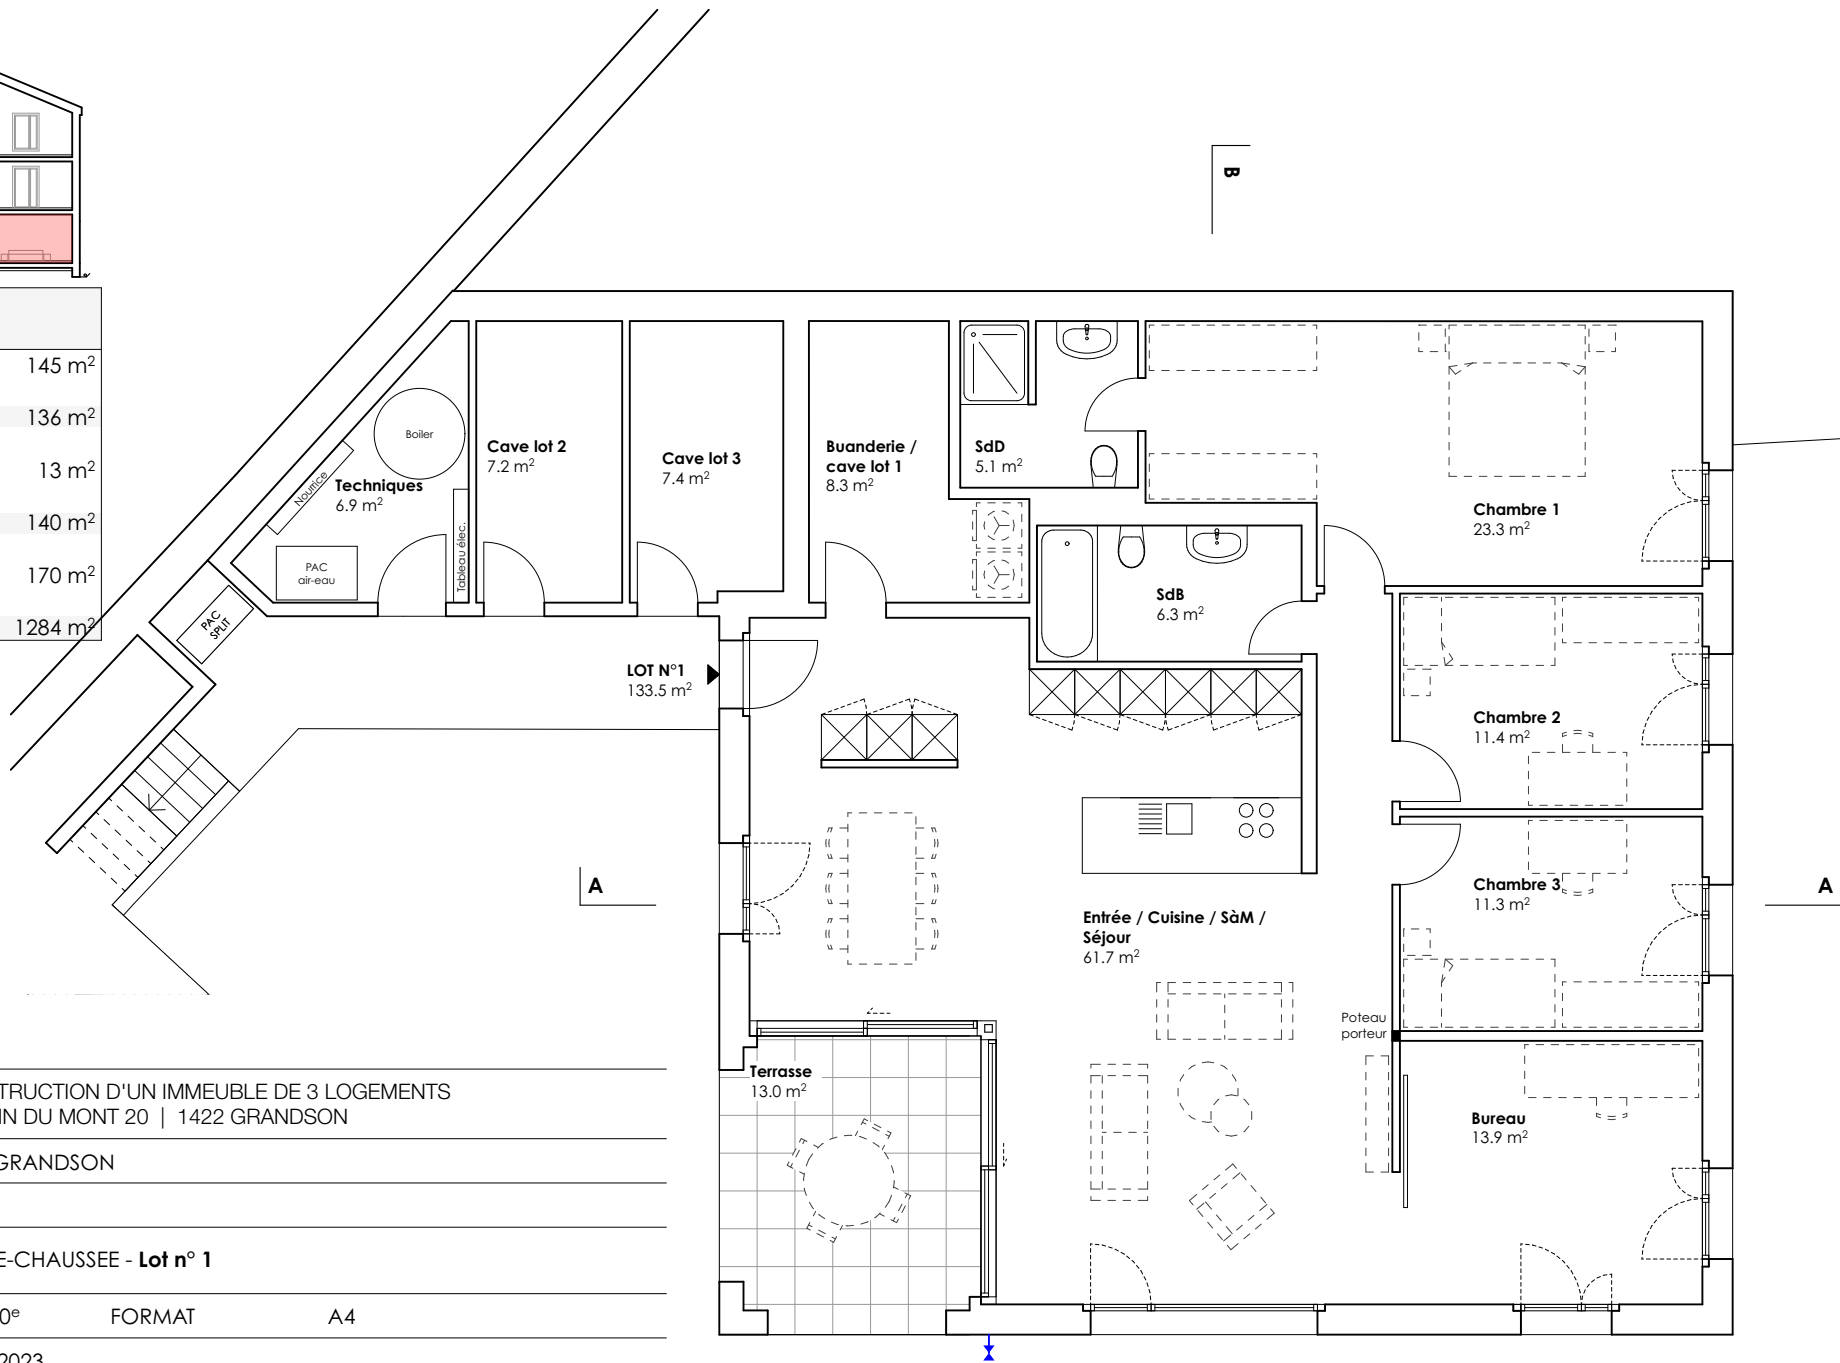 B
145 m²
136 m²
13 m²
140 m²
170 m²
1284 m²
Boiler
Nourrice
Techniques
6.9 m²
PAC
air-eau
Tableau élec.
PAC
SPLIT
Cave lot 2
7.2 m²
Cave lot 3
7.4 m²
Buanderie /
cave lot 1
8.3 m²
SdD
5.1 m²
Chambre 1
23.3 m²
SdB
6.3 m²
LOT N°1
133.5 m²
Chambre 2
11.4 m²
A
Chambre 3
11.3 m²
A
Entrée / Cuisine / SàM /
Séjour
61.7 m²
Poteau
porteur
Terrasse
13.0 m²
Bureau
13.9 m²
TRUCTION D'UN IMMEUBLE DE 3 LOGEMENTS
IN DU MONT 20 | 1422 GRANDSON
GRANDSON
E-CHAUSSEE - Lot n° 1
0e FORMAT A4
2023